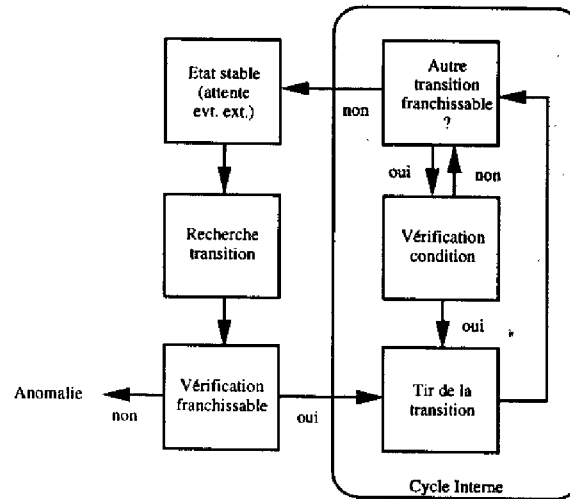 Etat stable
(attente
evt. ext.)
Autre
transition
franchissable
?
non
oui
non
Recherche
transition
Vérification
condition
oui
Anomalie
non
Vérification
franchissable
oui
Tir de la
transition
Cycle Interne